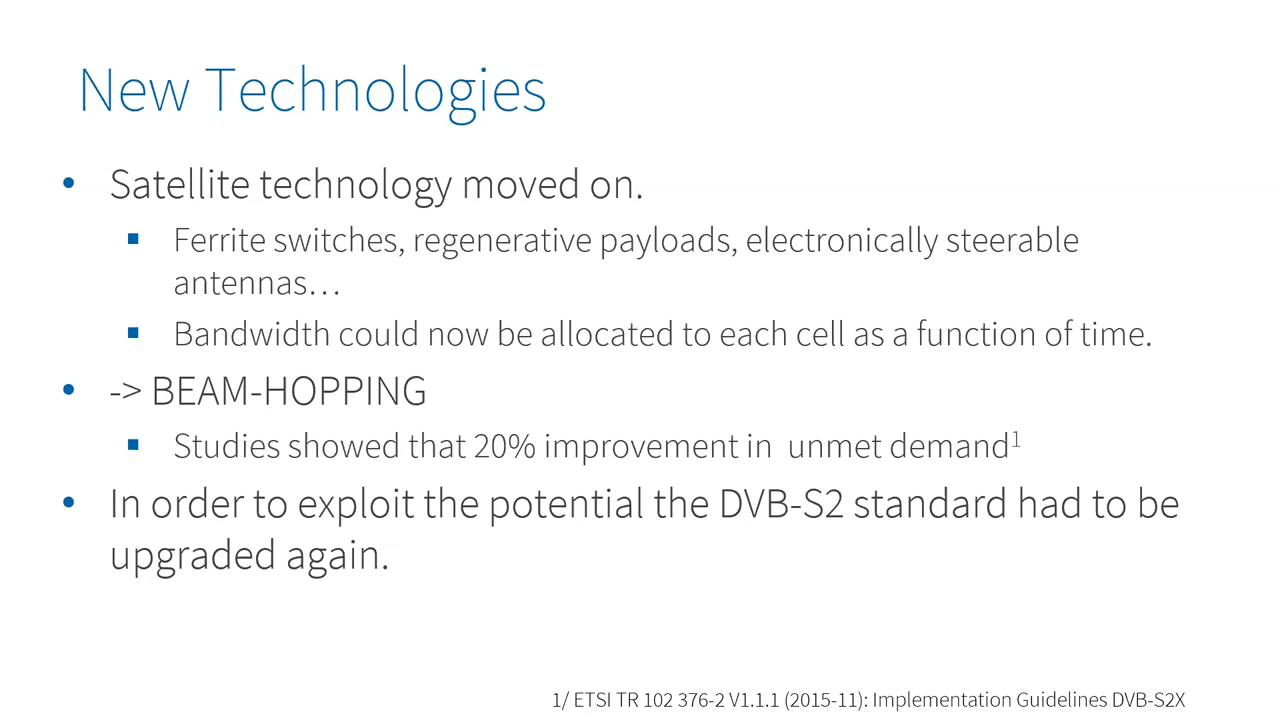 New Technologies
• Satellite technology moved on.
▪ Ferrite switches, regenerative payloads, electronically steerable
antennas…
▪ Bandwidth could now be allocated to each cell as a function of time.
• -> BEAM-HOPPING
▪ Studies showed that 20% improvement in  unmet demand¹
• In order to exploit the potential the DVB-S2 standard had to be
upgraded again.
1/ ETSI TR 102 376-2 V1.1.1 (2015-11): Implementation Guidelines DVB-S2X